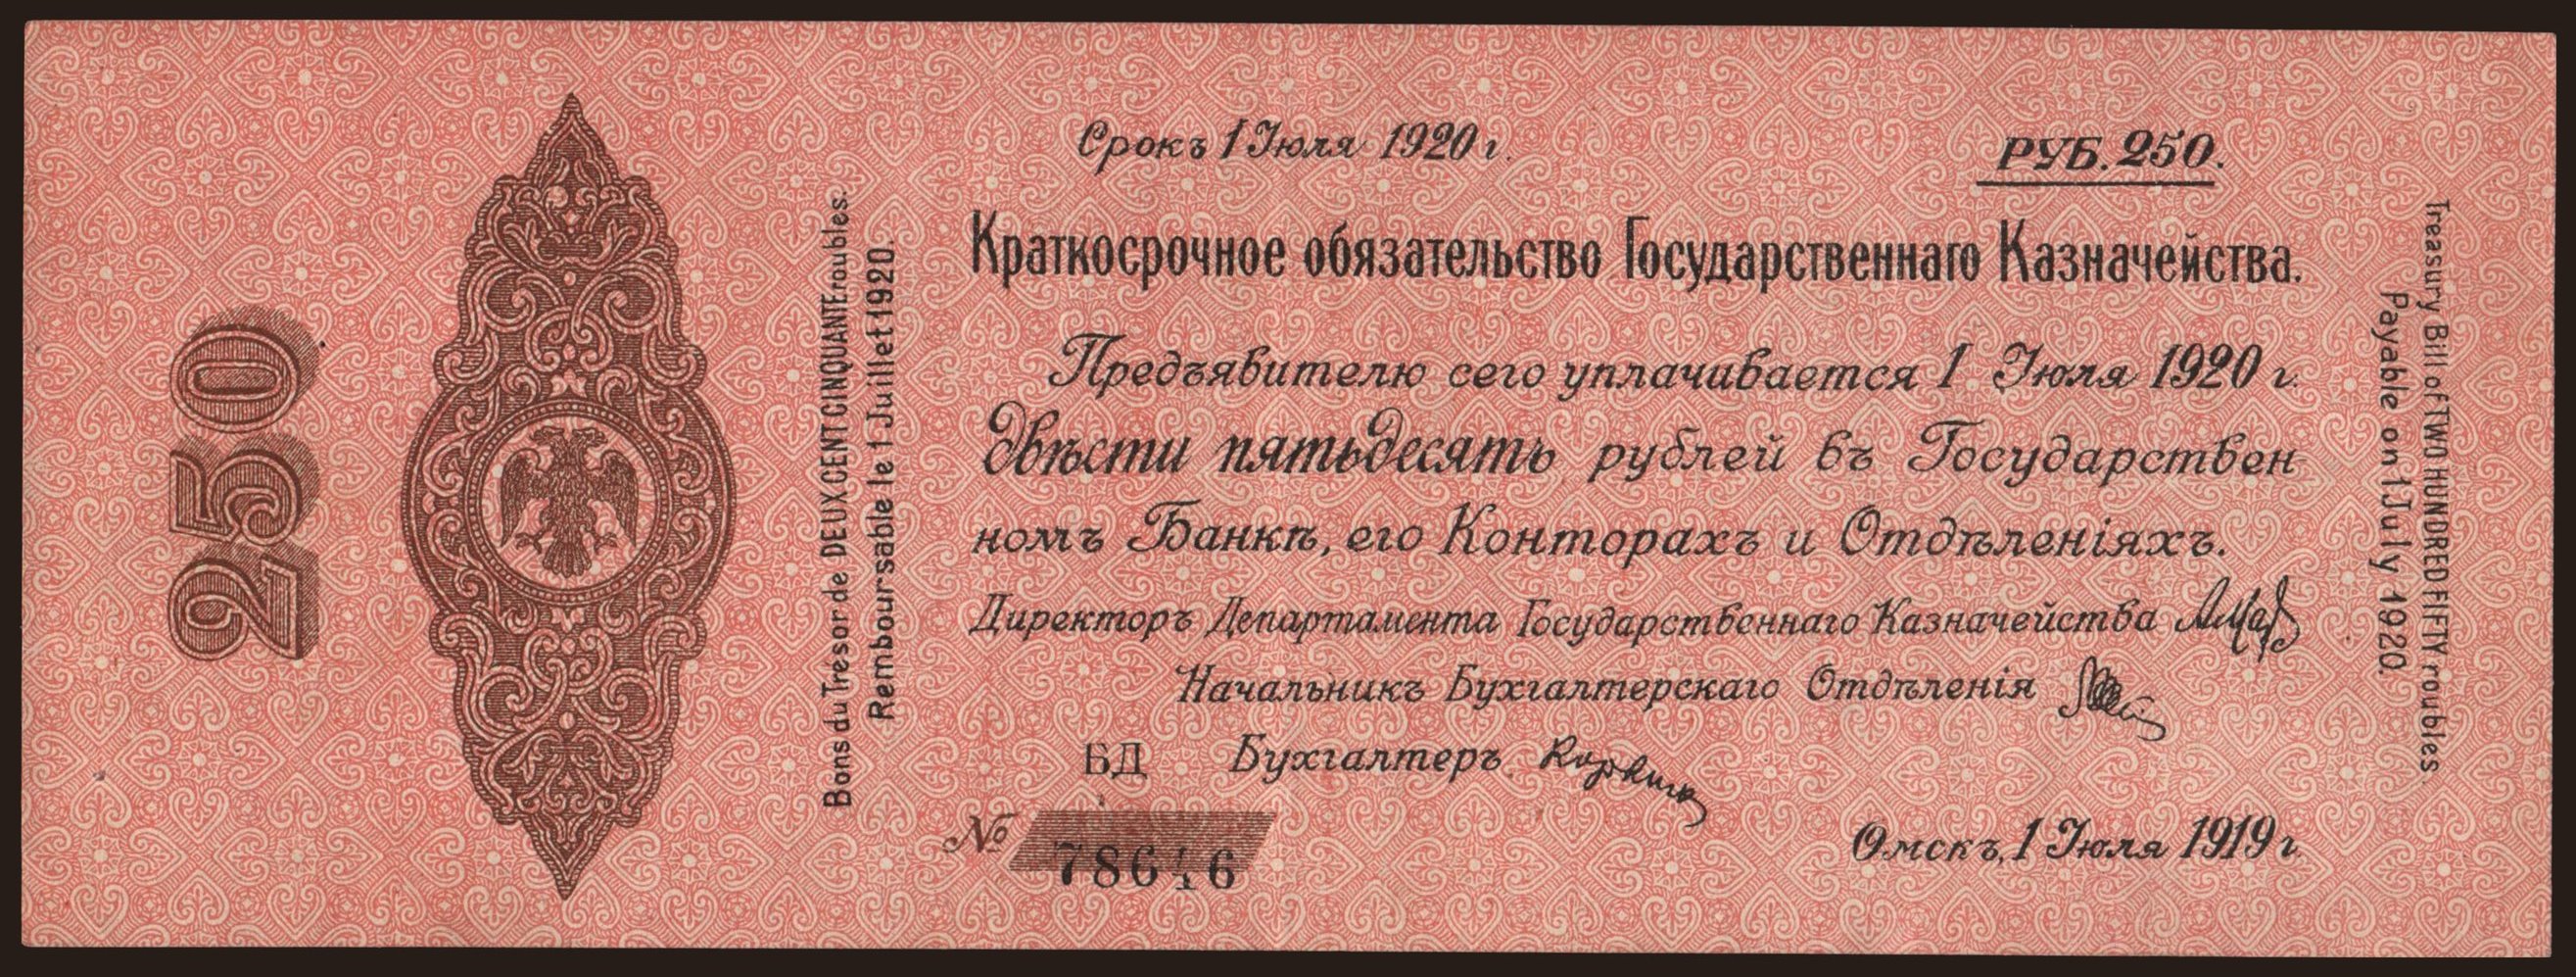 250
Bons du Trésor de DEUX CENT CINQUANTE roubles.
Remboursable le 1 Juillet 1920.
Срокъ 1 Іюля 1920 г.
РУБ. 250.
Краткосрочное обязательство Государственнаго Казначейства.
Предъявителю сего уплачивается 1 Іюля 1920 г.
двѣсти пятьдесятъ рублей въ Государствен-
номъ Банкѣ, его Конторахъ и Отдѣленіяхъ.
Директоръ Департамента Государственнаго Казначейства
Начальникъ Бухгалтерскаго Отдѣленія
БД Бухгалтеръ
№ 78646
Омскъ, 1 Іюля 1919 г.
Treasury Bill of TWO HUNDRED FIFTY roubles.
Payable on 1 July 1920.